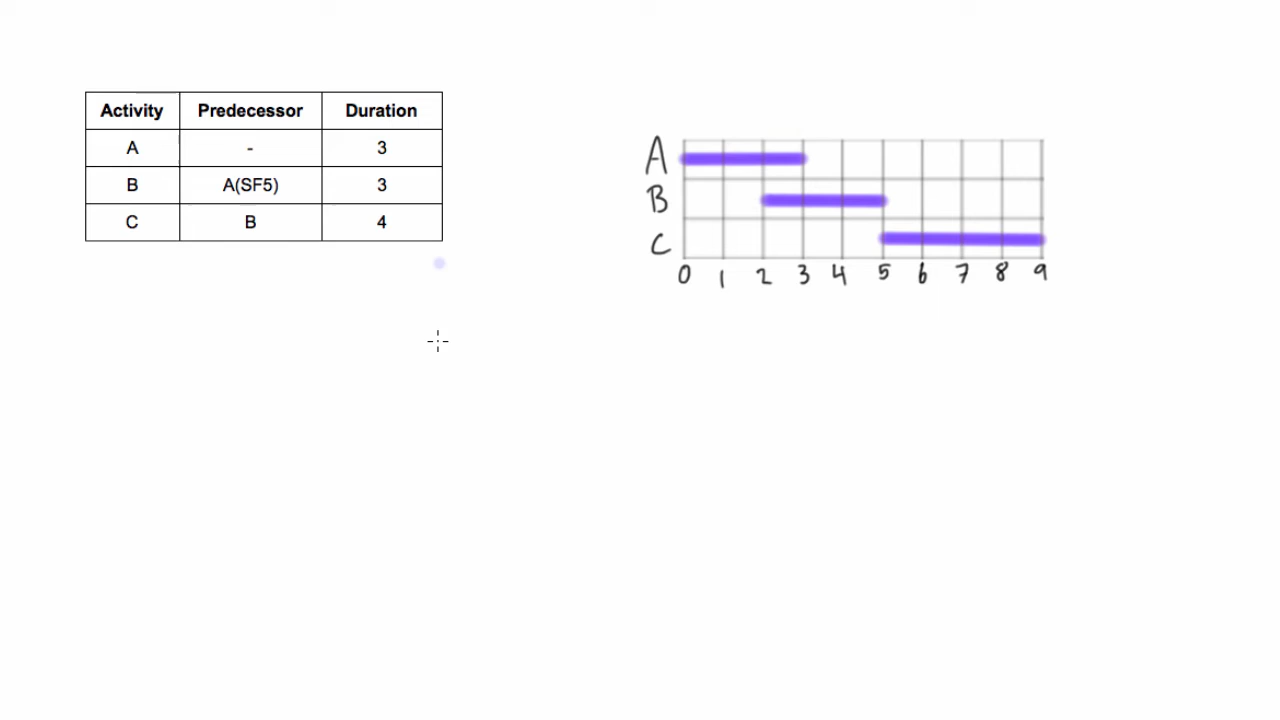 Activity Predecessor Duration
A - 3
B A(SF5) 3
C B 4
A
B
C
0 1 2 3 4 5 6 7 8 9